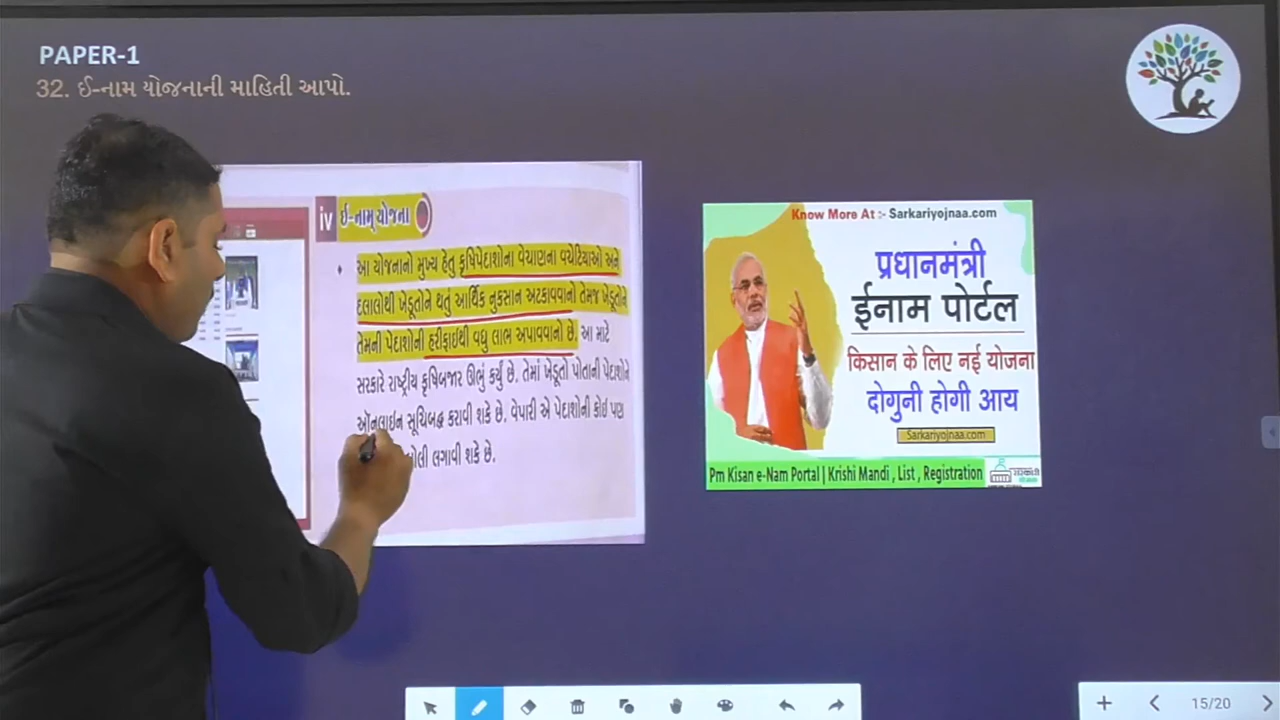 PAPER-1
32. ઈ-નામ યોજનાની માહિતી આપો.
iv ઈ-નામ્ યોજના
આ યોજનાનો મુખ્ય હેતુ કૃષિપેદાશોના વેચાણના વચેટિયાઓ અને
દલાલોથી ખેડૂતોને થતું આર્થિક નુકસાન અટકાવવાનો તેમજ ખેડૂતોને
તેમની પેદાશોની હરીફાઈથી વધુ લાભ અપાવવાનો છે. આ માટે
સરકારે રાષ્ટ્રીય કૃષિબજાર ઊભું કર્યું છે. તેમાં ખેડૂતો પોતાની પેદાશોને
ઑનલાઇન સૂચિબદ્ધ કરાવી શકે છે. વેપારી એ પેદાશોની કોઈ પણ
લગાવી શકે છે.
Know More At :- Sarkariyojnaa.com
प्रधानमंत्री
ईनाम पोर्टल
किसान के लिए नई योजना
दोगुनी होगी आय
Sarkariyojnaa.com
Pm Kisan e-Nam Portal | Krishi Mandi , List , Registration
15/20